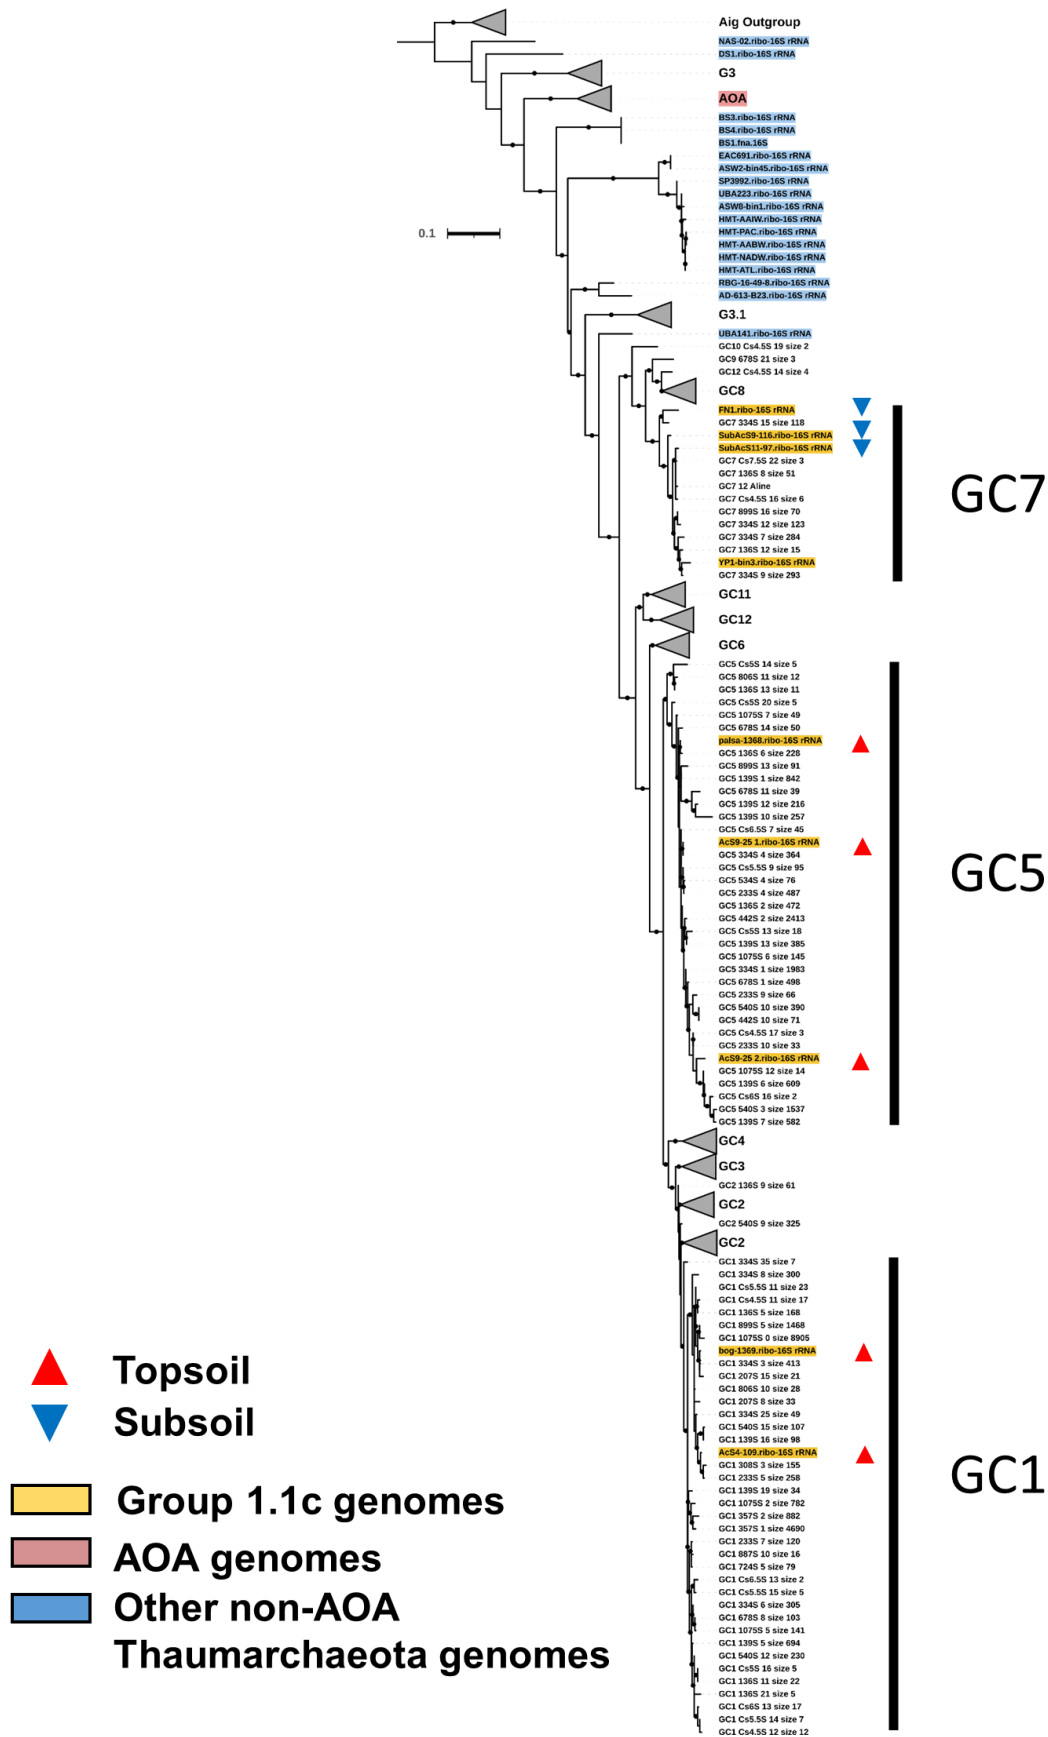 Aig Outgroup
NAS-02.ribo-16S rRNA
DS1.ribo-16S rRNA
G3
AOA
BS3.ribo-16S rRNA
BS4.ribo-16S rRNA
BS1.fna.16S
EAC691.ribo-16S rRNA
ASW2-bin45.ribo-16S rRNA
SP3992.ribo-16S rRNA
UBA223.ribo-16S rRNA
ASW8-bin1.ribo-16S rRNA
HMT-AAIW.ribo-16S rRNA
0.1
HMT-PAC.ribo-16S rRNA
HMT-AABW.ribo-16S rRNA
HMT-NADW.ribo-16S rRNA
HMT-ATL.ribo-16S rRNA
RBG-16-49-8.ribo-16S rRNA
AD-613-B23.ribo-16S rRNA
G3.1
UBA141.ribo-16S rRNA
GC10 Cs4.5S 19 size 2
GC9 678S 21 size 3
GC12 Cs4.5S 14 size 4
GC8
FN1.ribo-16S rRNA
GC7 334S 15 size 118
SubAcS9-116.ribo-16S rRNA
SubAcS11-97.ribo-16S rRNA
GC7 Cs7.5S 22 size 3
GC7 136S 8 size 51
GC7 12 Aline
GC7 Cs4.5S 16 size 6
GC7 899S 16 size 70
GC7 334S 12 size 123
GC7 334S 7 size 284
GC7 136S 12 size 15
YP1-bin3.ribo-16S rRNA
GC7 334S 9 size 293
GC7
GC11
GC12
GC6
GC5 Cs5S 14 size 5
GC5 806S 11 size 12
GC5 136S 13 size 11
GC5 Cs5S 20 size 5
GC5 1075S 7 size 49
GC5 678S 14 size 50
palsa-1368.ribo-16S rRNA
GC5 136S 6 size 228
GC5 899S 13 size 91
GC5 139S 1 size 842
GC5 678S 11 size 39
GC5 139S 12 size 216
GC5 139S 10 size 257
GC5 Cs6.5S 7 size 45
AcS9-25 1.ribo-16S rRNA
GC5 334S 4 size 364
GC5 Cs5.5S 9 size 95
GC5 534S 4 size 76
GC5 233S 4 size 487
GC5 136S 2 size 472
GC5 442S 2 size 2413
GC5 Cs5S 13 size 18
GC5 139S 13 size 385
GC5 1075S 6 size 145
GC5 334S 1 size 1983
GC5 678S 1 size 498
GC5 233S 9 size 66
GC5 540S 10 size 390
GC5 442S 10 size 71
GC5 Cs4.5S 17 size 3
GC5 233S 10 size 33
AcS9-25 2.ribo-16S rRNA
GC5 1075S 12 size 14
GC5 139S 6 size 609
GC5 Cs6S 16 size 2
GC5 540S 3 size 1537
GC5 139S 7 size 582
GC5
GC4
GC3
GC2 136S 9 size 61
GC2
GC2 540S 9 size 325
GC2
GC1 334S 35 size 7
GC1 334S 8 size 300
GC1 Cs5.5S 11 size 23
GC1 Cs4.5S 11 size 17
GC1 136S 5 size 168
GC1 899S 5 size 1468
GC1 1075S 0 size 8905
bog-1369.ribo-16S rRNA
GC1 334S 3 size 413
GC1 207S 15 size 21
GC1 806S 10 size 28
GC1 207S 8 size 33
GC1 334S 25 size 49
GC1 540S 15 size 107
GC1 139S 16 size 98
AcS4-109.ribo-16S rRNA
GC1 308S 3 size 155
GC1 233S 5 size 258
GC1 139S 19 size 34
GC1 1075S 2 size 782
GC1 357S 2 size 882
GC1 357S 1 size 4690
GC1 233S 7 size 120
GC1 887S 10 size 16
GC1 724S 5 size 79
GC1 Cs6.5S 13 size 2
GC1 Cs5.5S 15 size 5
GC1 334S 6 size 305
GC1 678S 8 size 103
GC1 1075S 5 size 141
GC1 139S 5 size 694
GC1 540S 12 size 230
GC1 Cs5S 16 size 5
GC1 136S 11 size 22
GC1 136S 21 size 5
GC1 Cs6S 13 size 17
GC1 Cs5.5S 14 size 7
GC1 Cs4.5S 12 size 12
GC1
Topsoil
Subsoil
Group 1.1c genomes
AOA genomes
Other non-AOA
Thaumarchaeota genomes